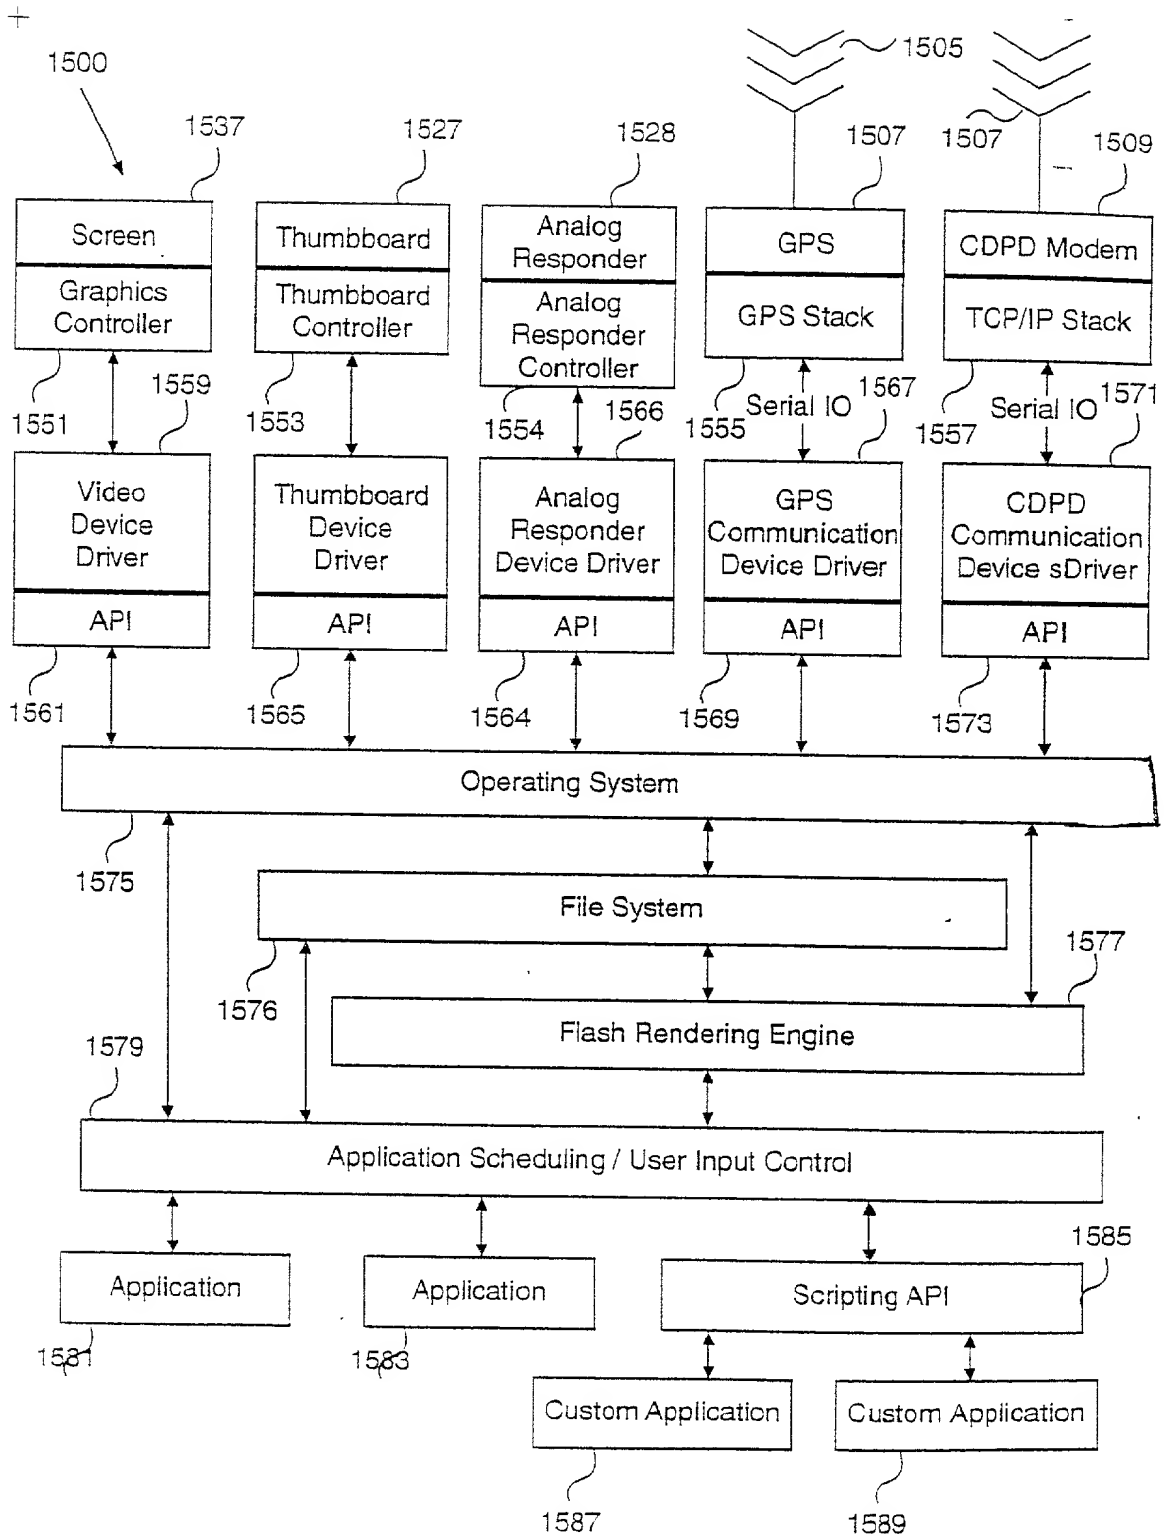 1500
1505
1507
1537
1527
1528
1507
1509
Screen
Graphics
Controller
Thumbboard
Thumbboard
Controller
Analog
Responder
Analog
Responder
Controller
GPS
GPS Stack
CDPD Modem
TCP/IP Stack
1551
1559
1553
1554
1566
1555
Serial IO
1567
1557
Serial IO
1571
Video
Device
Driver
API
Thumbboard
Device
Driver
API
Analog
Responder
Device Driver
API
GPS
Communication
Device Driver
API
CDPD
Communication
Device sDriver
API
1561
1565
1564
1569
1573
Operating System
1575
File System
1576
1577
Flash Rendering Engine
1579
Application Scheduling / User Input Control
1585
Application
Application
Scripting API
1581
1583
Custom Application
Custom Application
1587
1589